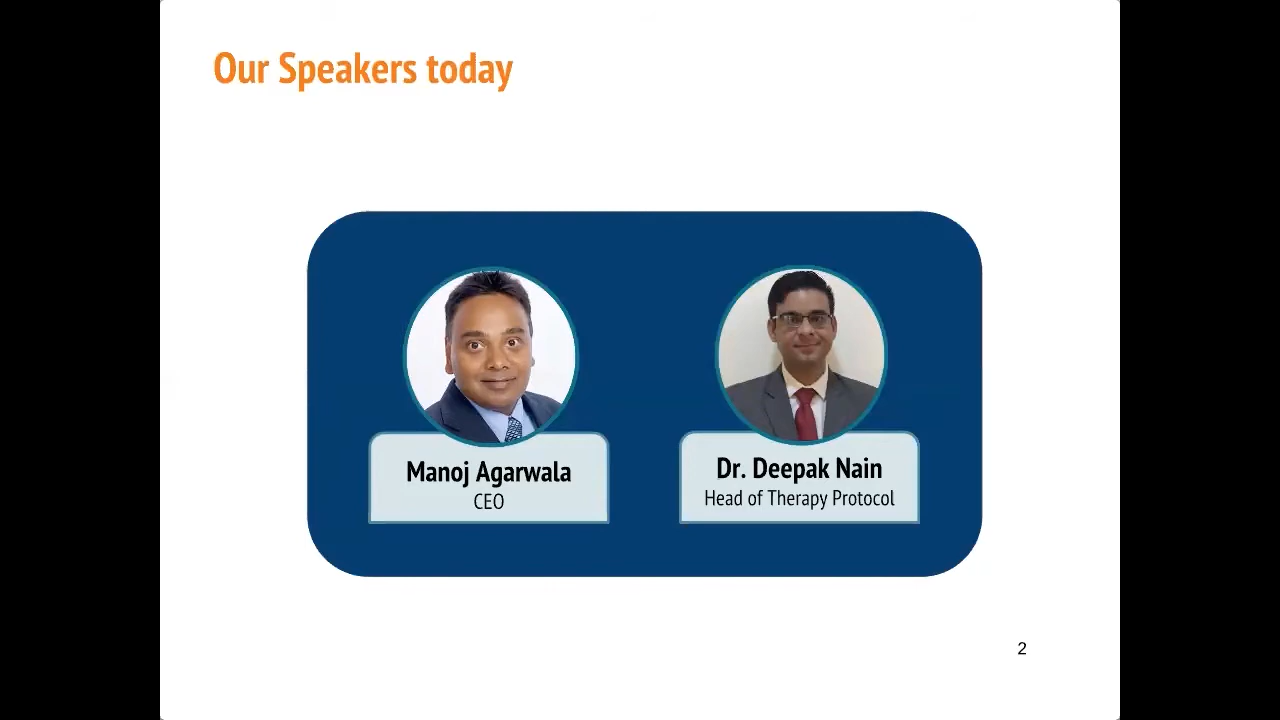 Our Speakers today
Manoj Agarwala
CEO
Dr. Deepak Nain
Head of Therapy Protocol
2